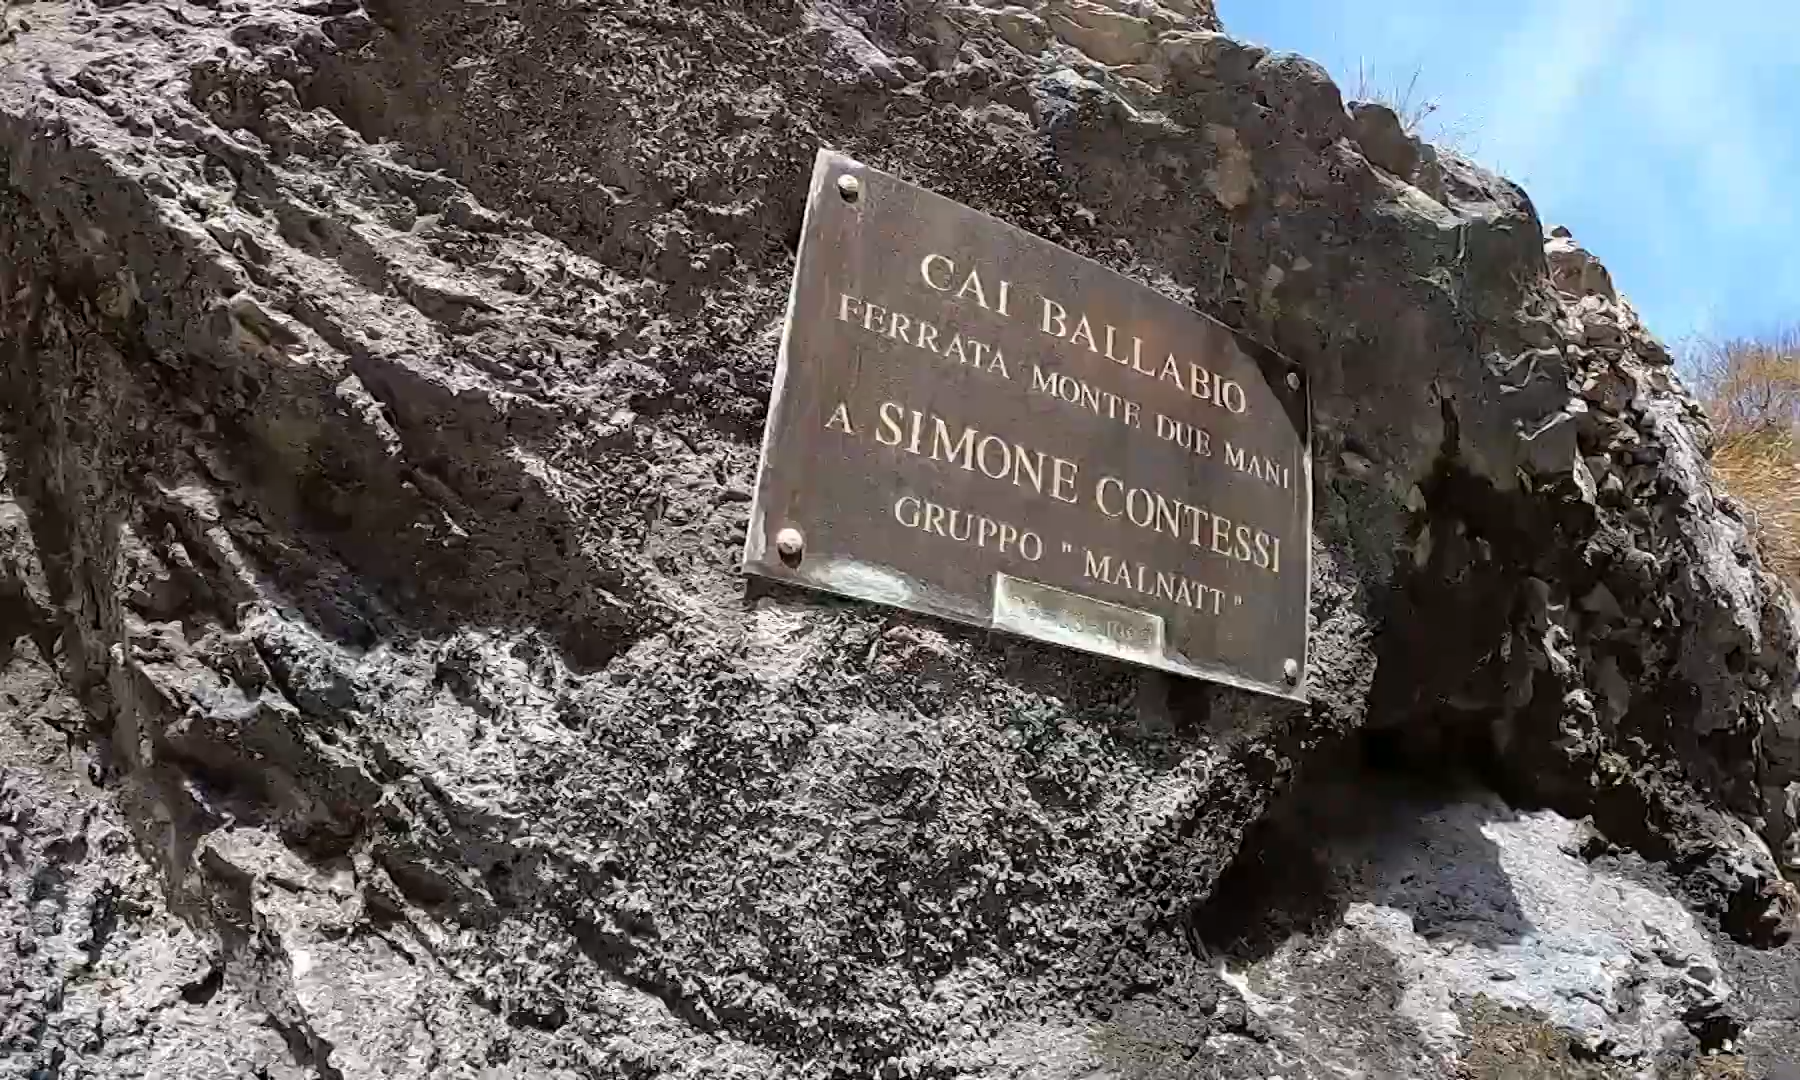 CAI BALLABIO
FERRATA MONTE DUE MANI
A SIMONE CONTESSI
GRUPPO "MALNATT"